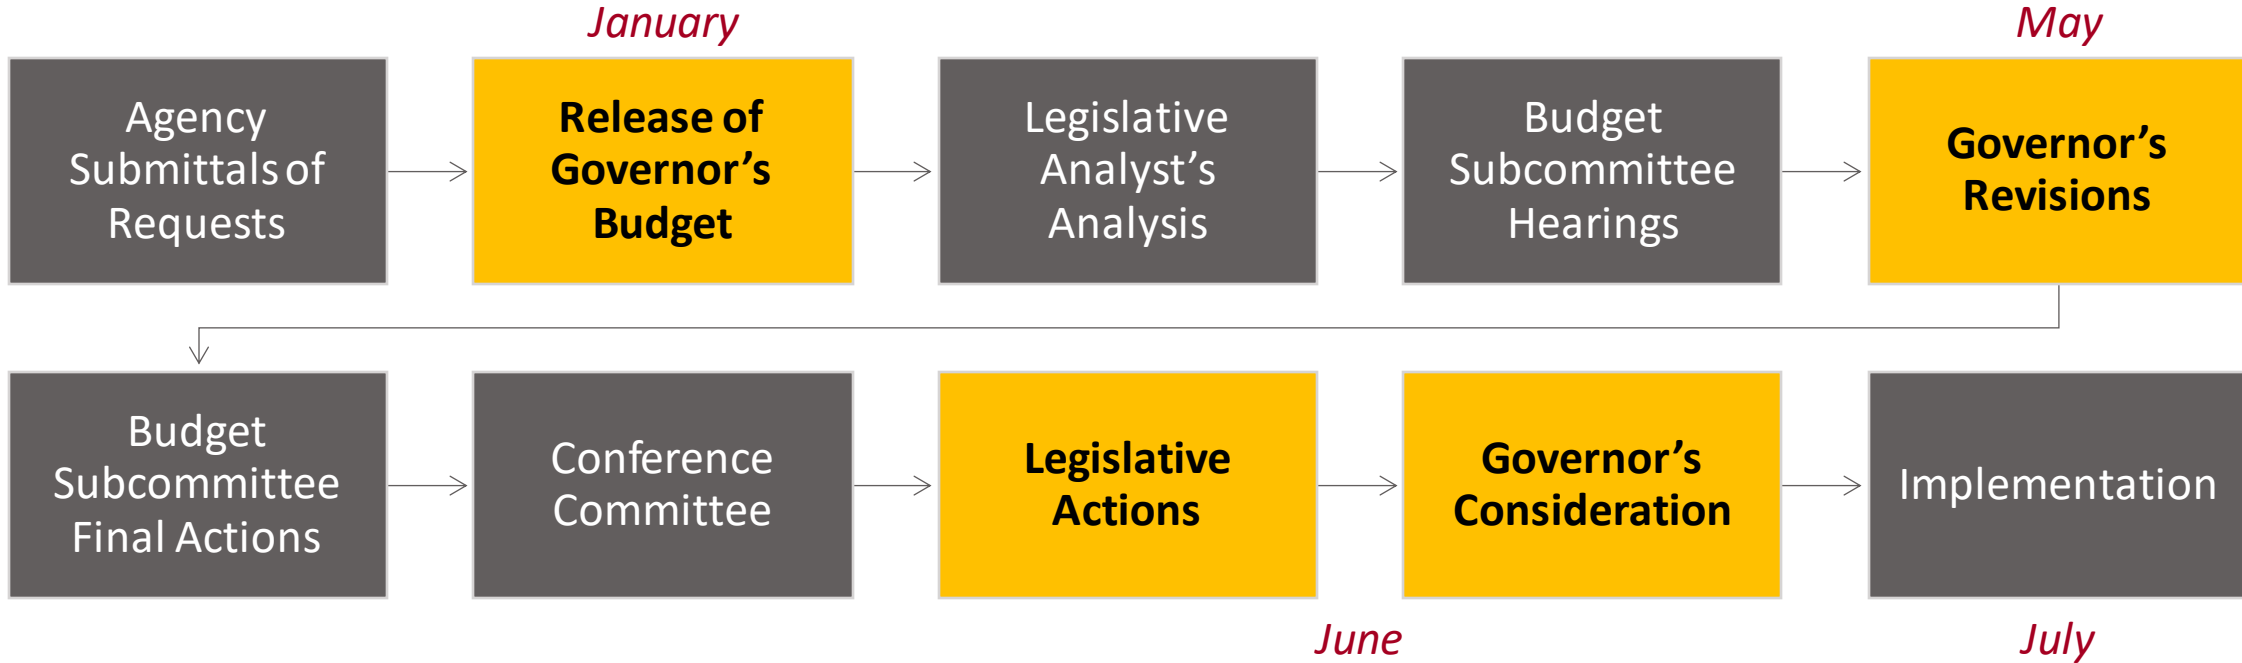 January
May
Agency
Submittals of
Requests
Release of
Governor’s
Budget
Legislative
Analyst’s
Analysis
Budget
Subcommittee
Hearings
Governor’s
Revisions
Budget
Subcommittee
Final Actions
Conference
Committee
Legislative
Actions
Governor’s
Consideration
Implementation
June
July